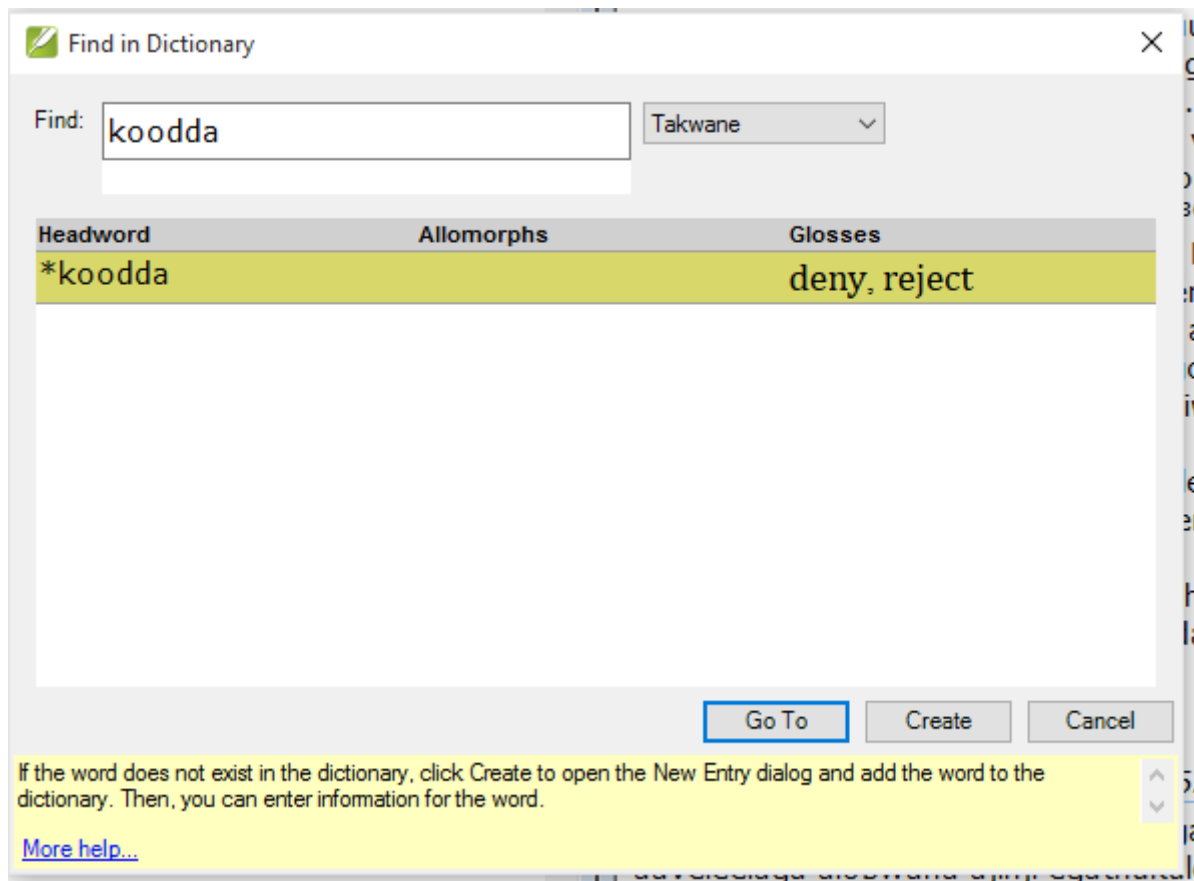 Find in Dictionary
Find: koodda Takwane
Headword Allomorphs Glosses
*koodda deny, reject
Go To Create Cancel
If the word does not exist in the dictionary, click Create to open the New Entry dialog and add the word to the
dictionary. Then, you can enter information for the word.
More help...